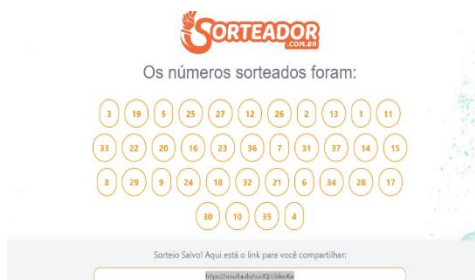 SORTEADOR
.COM.BR
Os números sorteados foram:
3 19 5 25 27 12 26 2 13 1 11
33 22 20 16 23 36 7 31 37 14 15
8 29 9 24 18 32 21 6 34 28 17
30 10 35 4
Sorteio Salvo! Aqui está o link para você compartilhar: